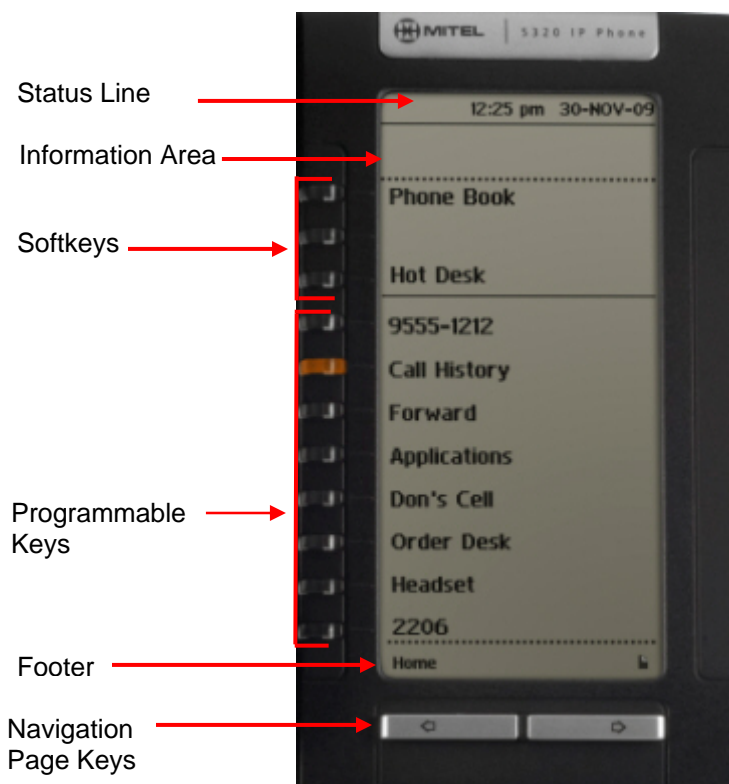 MITEL 5320 IP Phone
Status Line
12:25 pm 30-NOV-09
Information Area
Phone Book
Softkeys
Hot Desk
9555-1212
Call History
Forward
Applications
Don's Cell
Programmable
Keys
Order Desk
Headset
2206
Footer
Home
Navigation
Page Keys